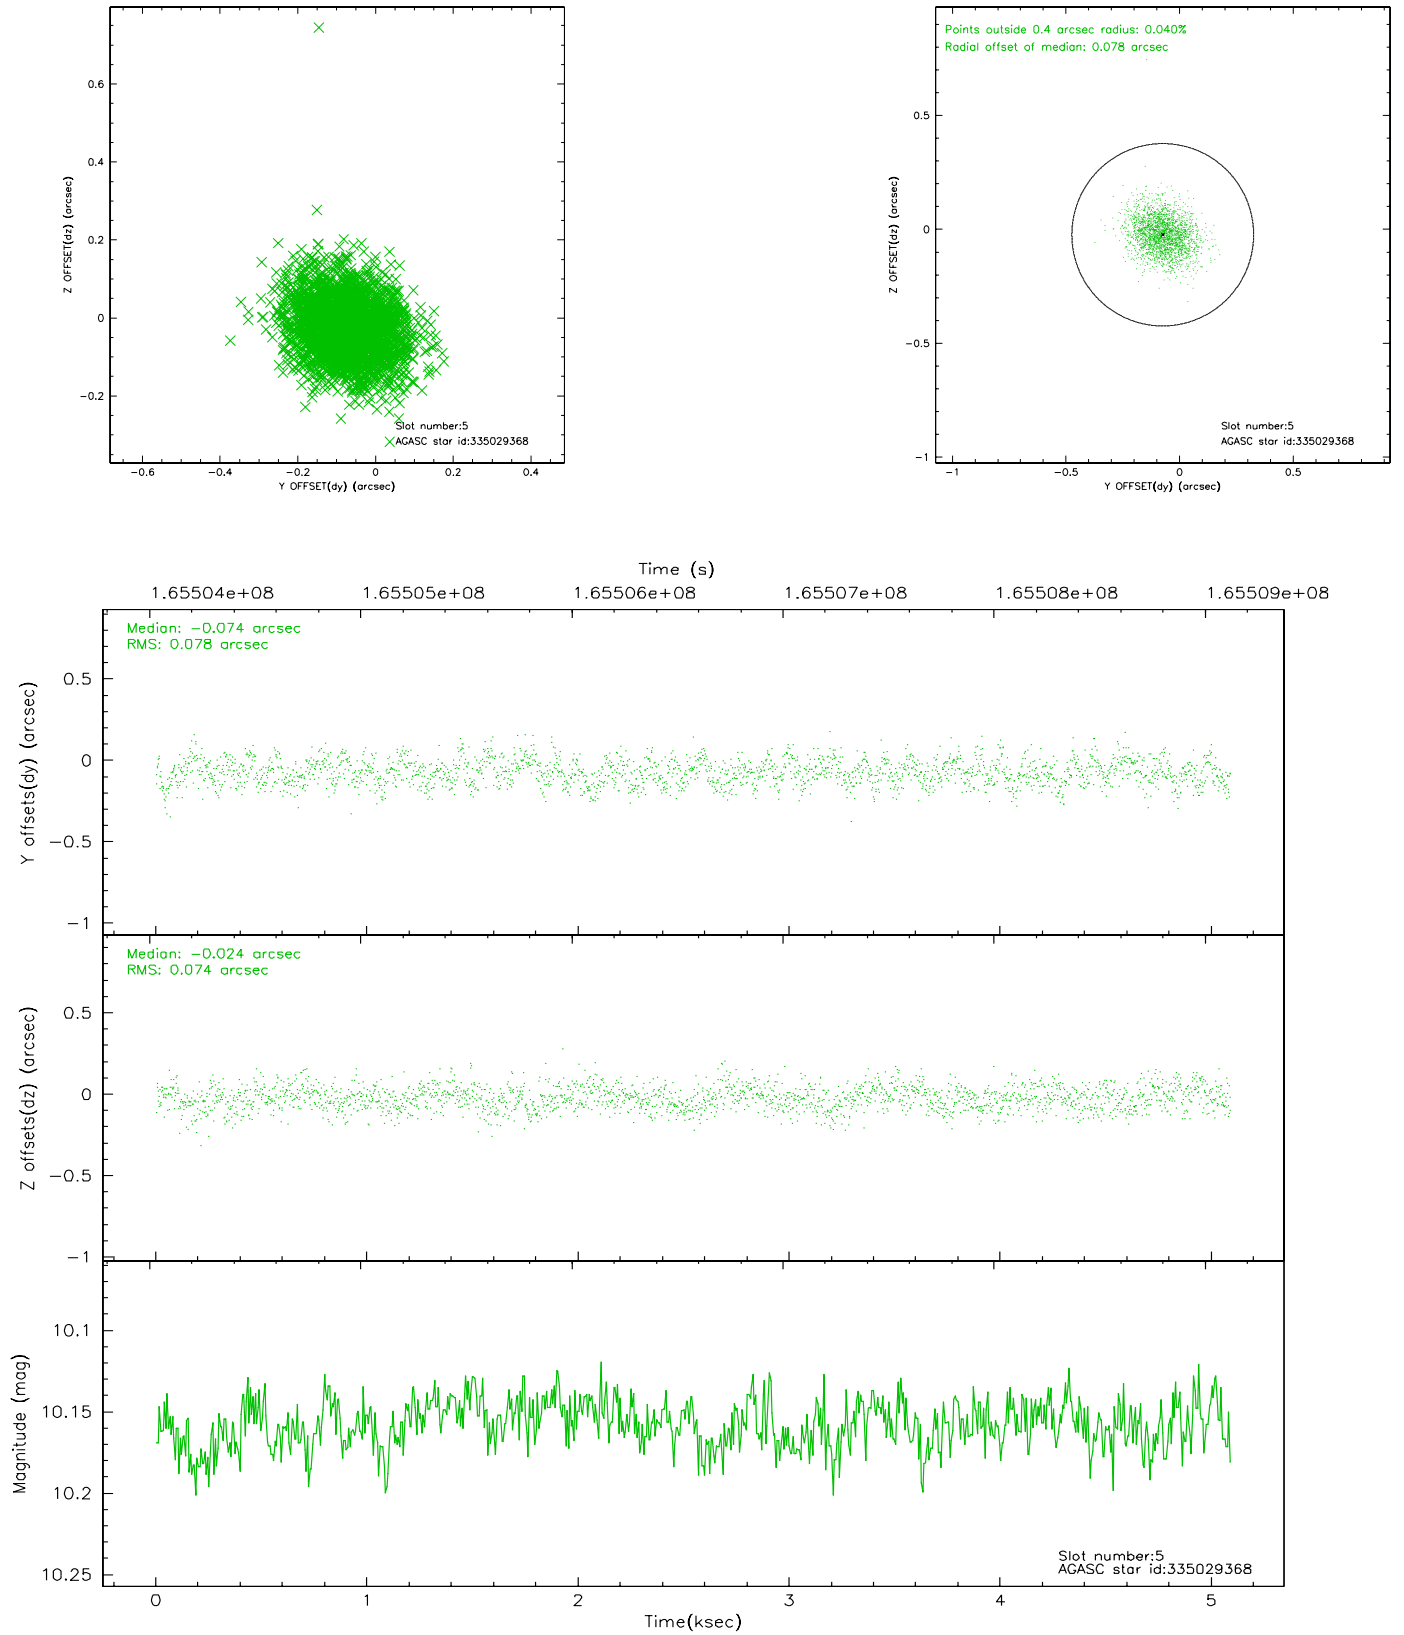 0.6
0.4
0.2
0
−0.2
Z OFFSET(dz) (arcsec)
−0.6
−0.4
−0.2
0
0.2
0.4
Y OFFSET(dy) (arcsec)
Slot number:5
AGASC star id:335029368
Points outside 0.4 arcsec radius: 0.040%
Radial offset of median: 0.078 arcsec
0.5
0
−0.5
−1
Z OFFSET(dz) (arcsec)
−1
−0.5
0
0.5
Y OFFSET(dy) (arcsec)
Slot number:5
AGASC star id:335029368
Time (s)
1.65504e+08
1.65505e+08
1.65506e+08
1.65507e+08
1.65508e+08
1.65509e+08
Median: −0.074 arcsec
RMS: 0.078 arcsec
0.5
0
−0.5
−1
Y offsets(dy) (arcsec)
Median: −0.024 arcsec
RMS: 0.074 arcsec
0.5
0
−0.5
−1
Z offsets(dz) (arcsec)
10.1
10.15
10.2
10.25
Magnitude (mag)
Slot number:5
AGASC star id:335029368
0
1
2
3
4
5
Time(ksec)